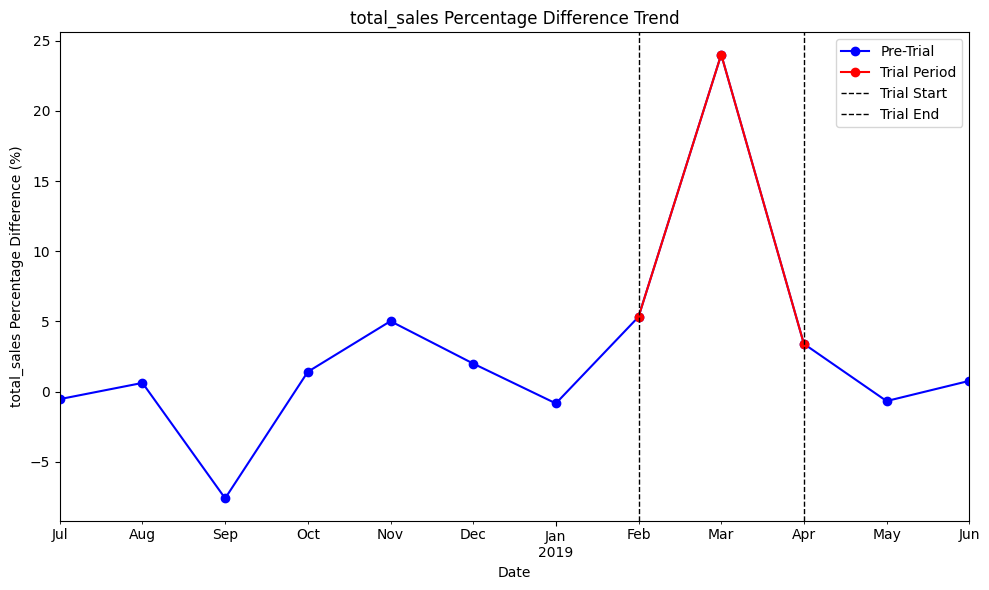 total_sales Percentage Difference Trend
total_sales Percentage Difference (%)
25
20
15
10
5
0
−5
Pre-Trial
Trial Period
Trial Start
Trial End
Jul
Aug
Sep
Oct
Nov
Dec
Jan
2019
Feb
Mar
Apr
May
Jun
Date